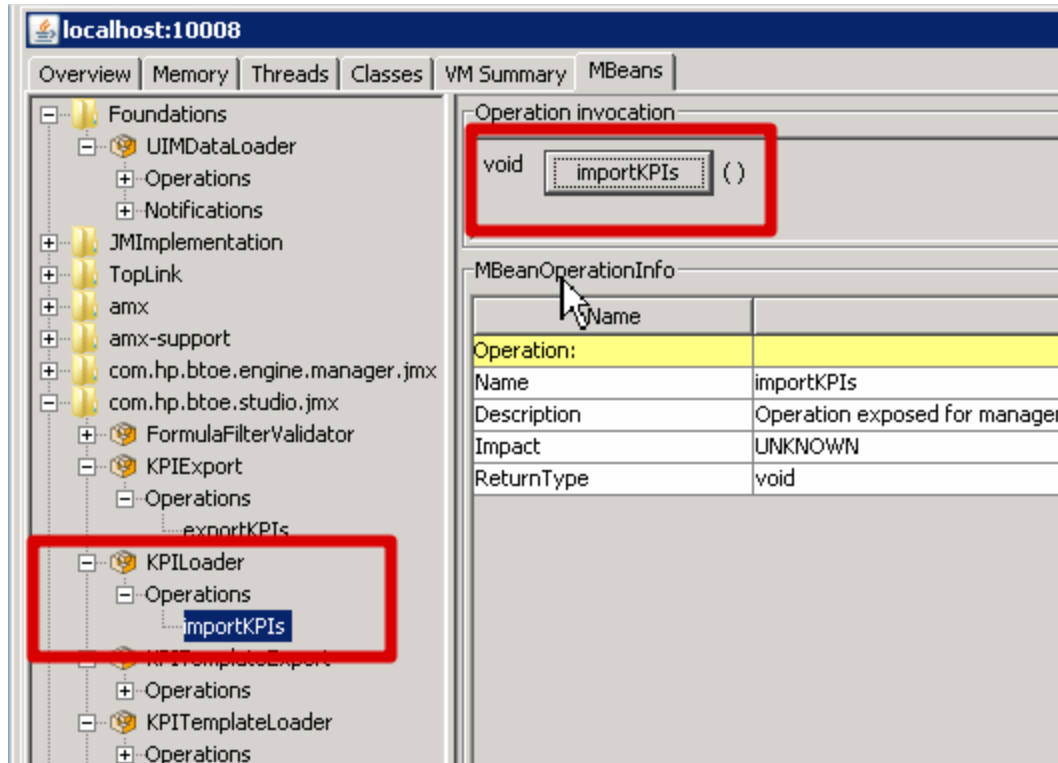 localhost:10008
Overview Memory Threads Classes VM Summary MBeans
Foundations
UIMDataLoader
Operations
Notifications
JMImplementation
TopLink
amx
amx-support
com.hp.btoe.engine.manager.jmx
com.hp.btoe.studio.jmx
FormulaFilterValidator
KPIExport
Operations
exportKPIs
KPILoader
Operations
importKPIs
KPITemplateExport
Operations
KPITemplateLoader
Operations
Operation invocation
void importKPIs ( )
MBeanOperationInfo
Name
Operation:
Name importKPIs
Description Operation exposed for manager
Impact UNKNOWN
ReturnType void